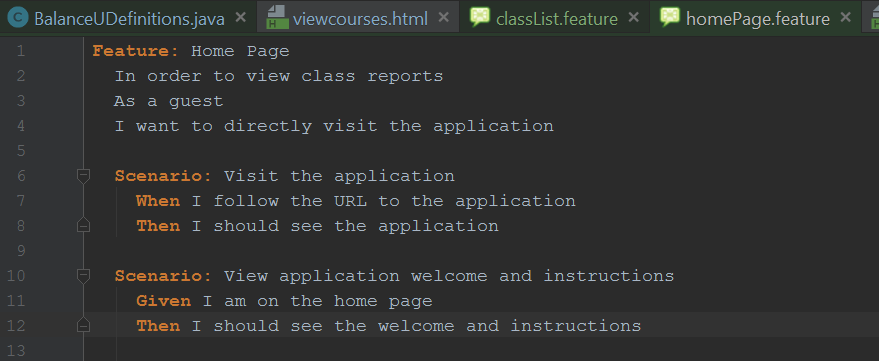 BalanceUDefinitions.java viewcourses.html classList.feature homePage.feature
1 Feature: Home Page
2 In order to view class reports
3 As a guest
4 I want to directly visit the application
5
6 Scenario: Visit the application
7 When I follow the URL to the application
8 Then I should see the application
9
10 Scenario: View application welcome and instructions
11 Given I am on the home page
12 Then I should see the welcome and instructions
13